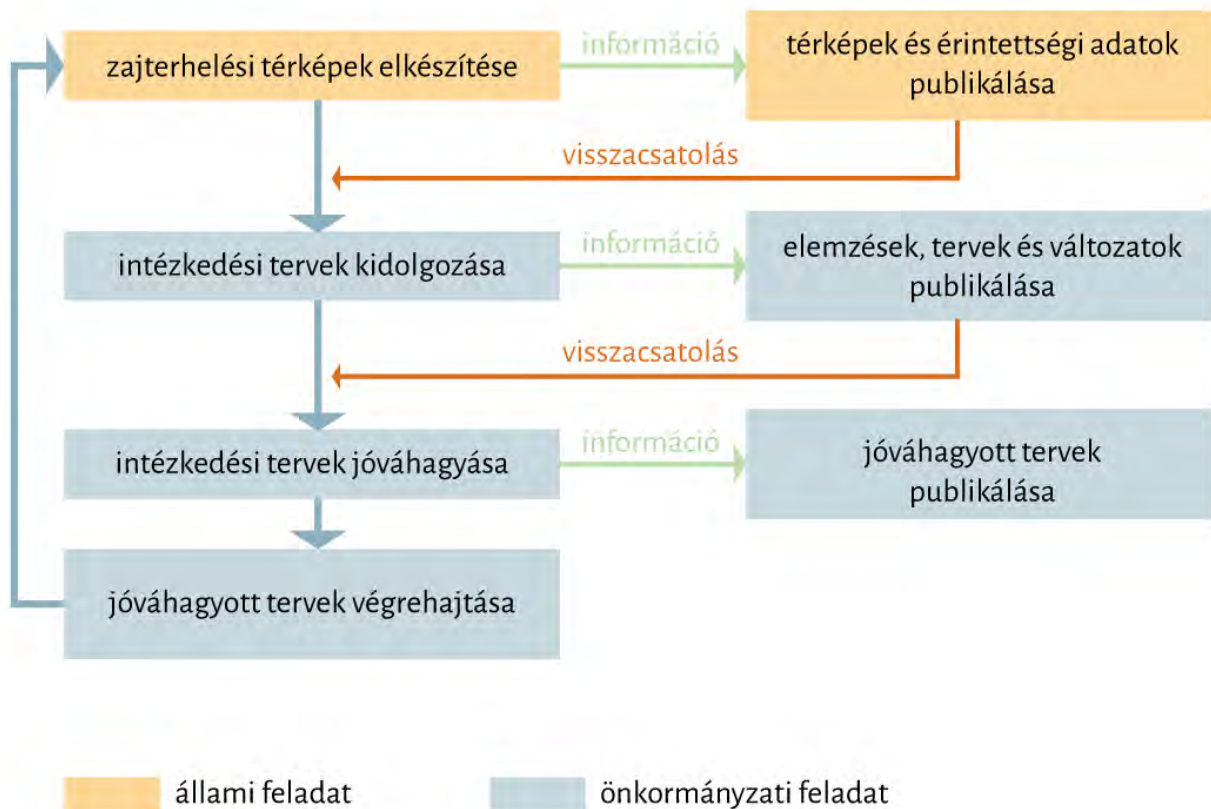 zajterhelési térképek elkészítése
információ
térképek és érintettségi adatok
publikálása
visszacsatolás
intézkedési tervek kidolgozása
információ
elemzések, tervek és változatok
publikálása
visszacsatolás
intézkedési tervek jóváhagyása
információ
jóváhagyott tervek
publikálása
jóváhagyott tervek végrehajtása
állami feladat
önkormányzati feladat